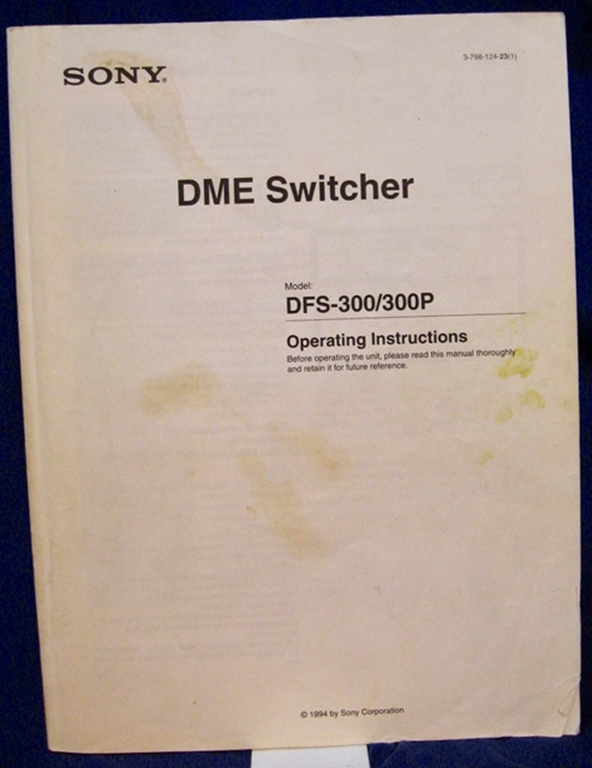 3-798-124-23(1)
SONY®
DME Switcher
Model:
DFS-300/300P
Operating Instructions
Before operating the unit, please read this manual thoroughly
and retain it for future reference.
© 1994 by Sony Corporation